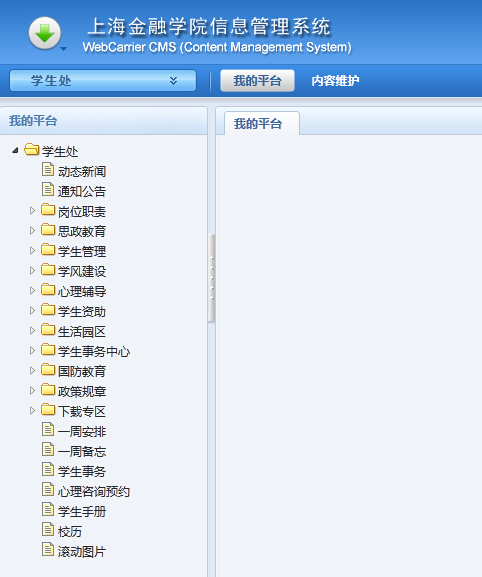 上海金融学院信息管理系统
WebCarrier CMS (Content Management System)
学生处 我的平台 内容维护
我的平台 我的平台
学生处
动态新闻
通知公告
岗位职责
思政教育
学生管理
学风建设
心理辅导
学生资助
生活园区
学生事务中心
国防教育
政策规章
下载专区
一周安排
一周备忘
学生事务
心理咨询预约
学生手册
校历
滚动图片